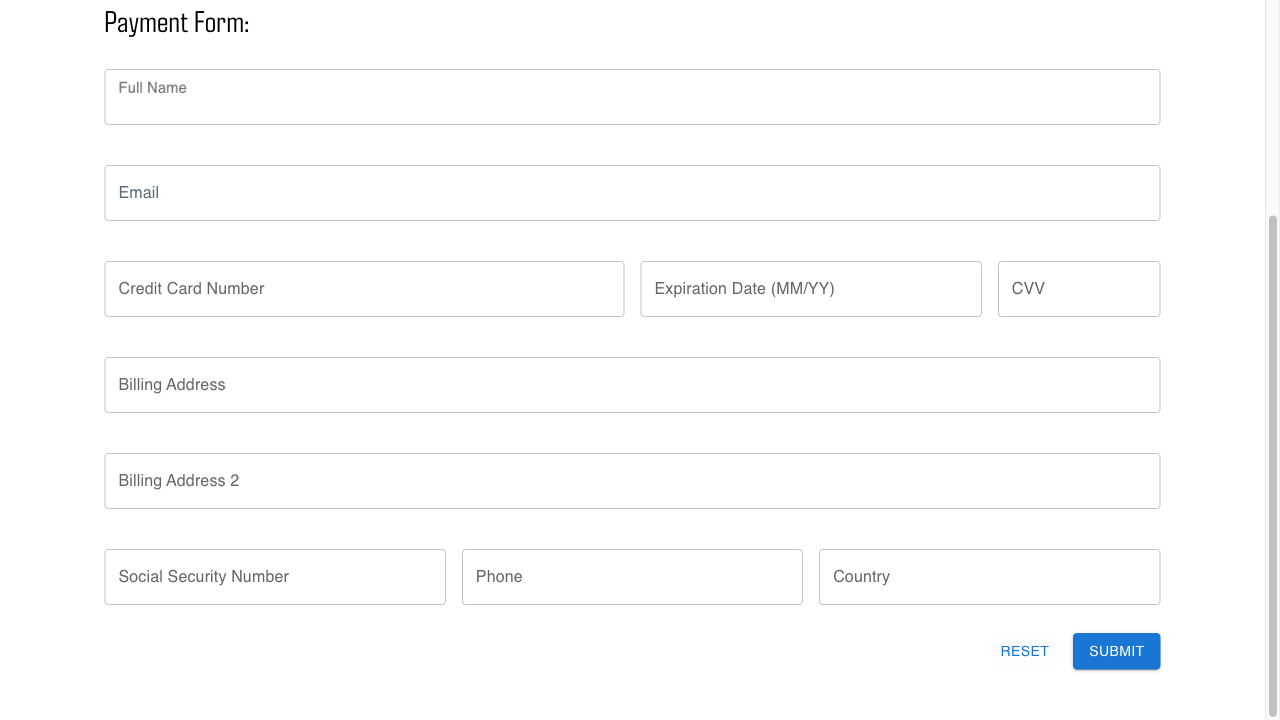 Payment Form:
Full Name
Email
Credit Card Number
Expiration Date (MM/YY)
CVV
Billing Address
Billing Address 2
Social Security Number
Phone
Country
RESET
SUBMIT